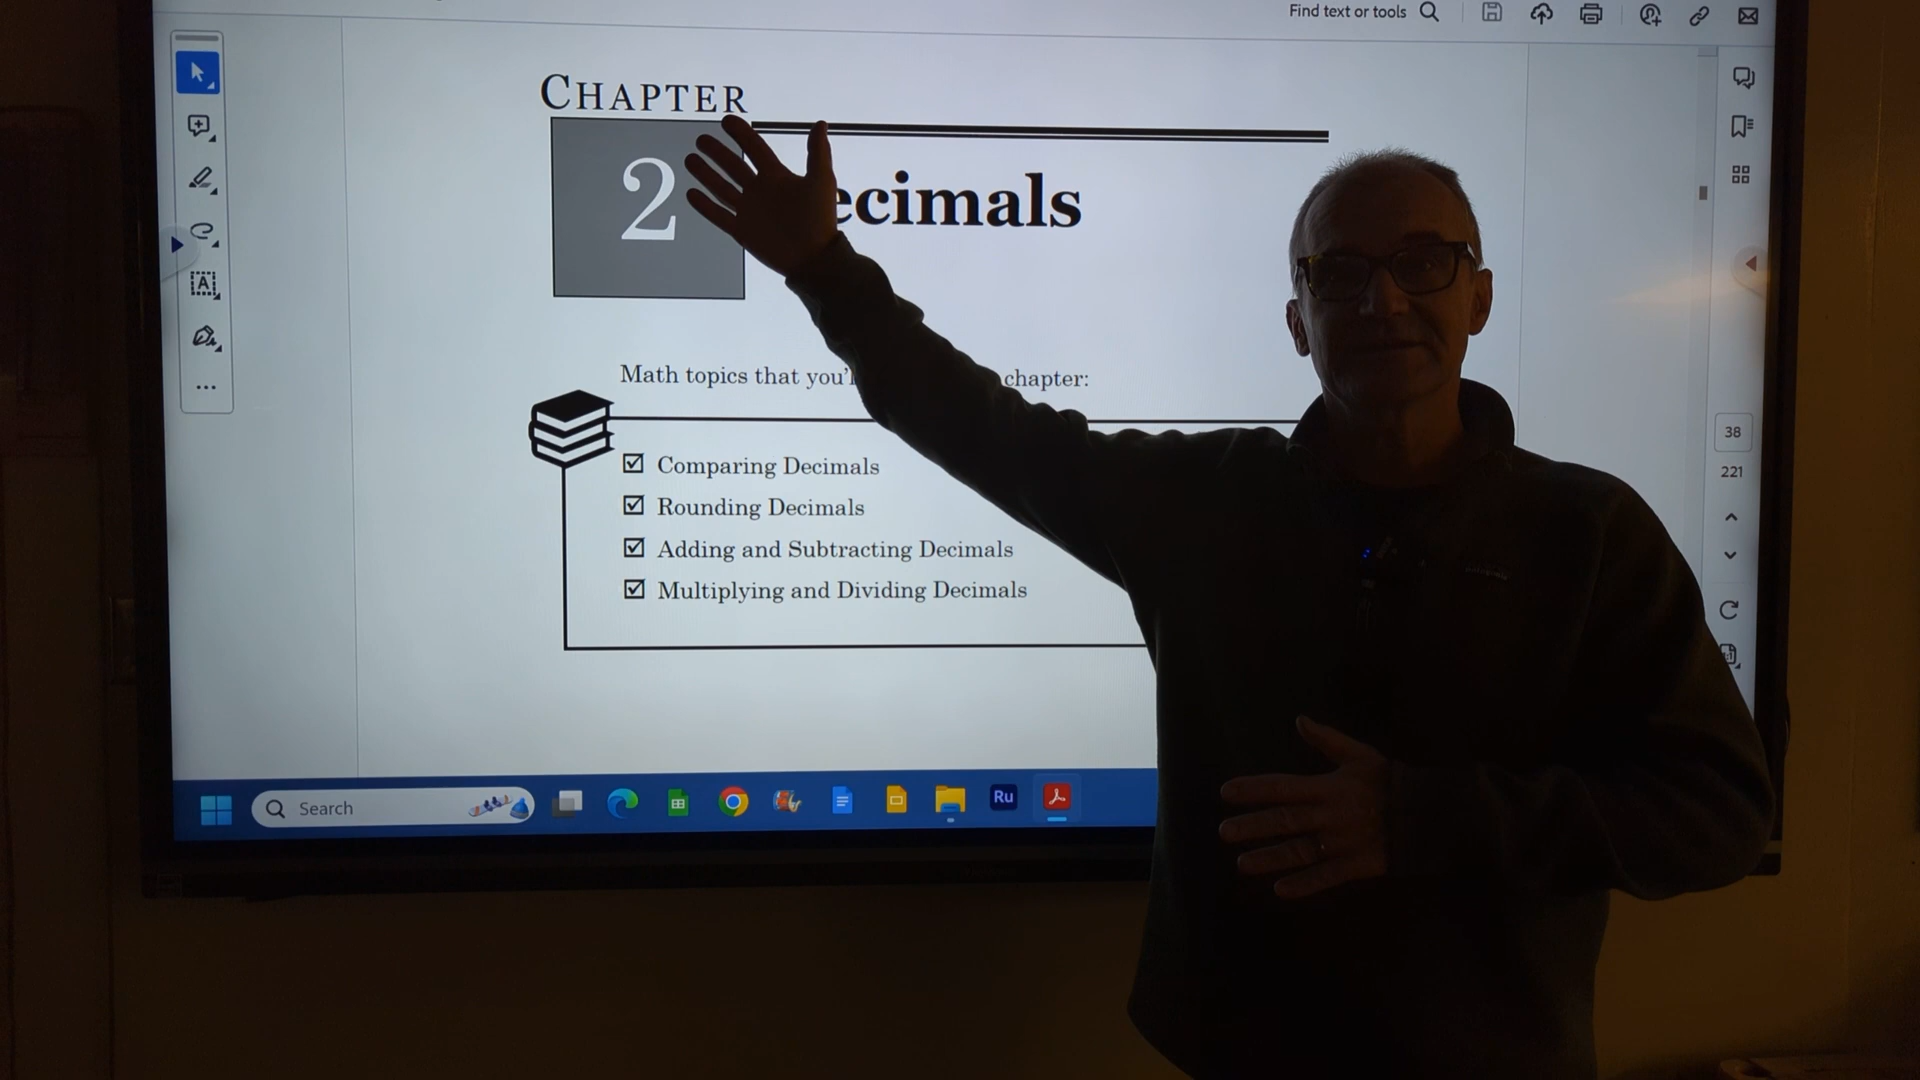 Find text or tools
CHAPTER
2
ecimals
Math topics that you'l chapter:
Comparing Decimals
Rounding Decimals
Adding and Subtracting Decimals
Multiplying and Dividing Decimals
38
221
Search
Ru